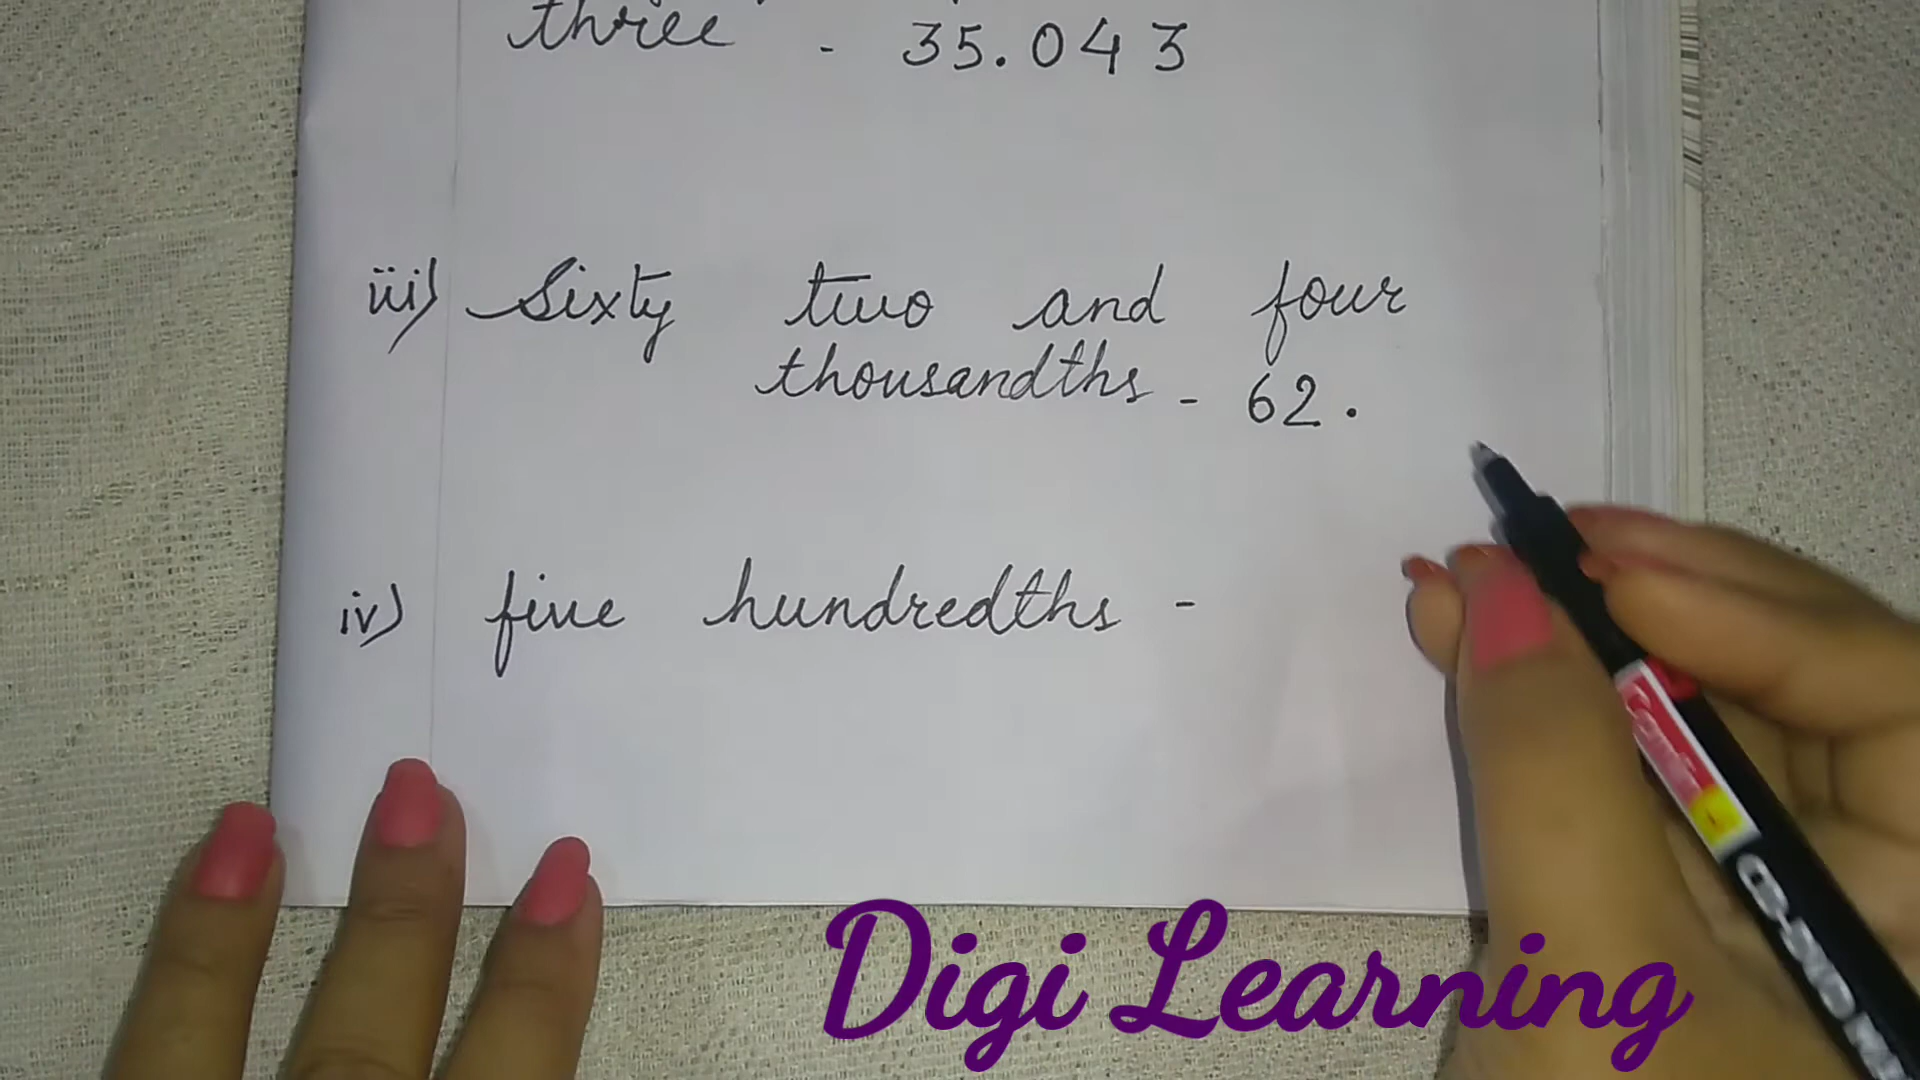 three - 35.043
iii) Sixty two and four
thousandths - 62.
iv) five hundredths -
Digi Learning